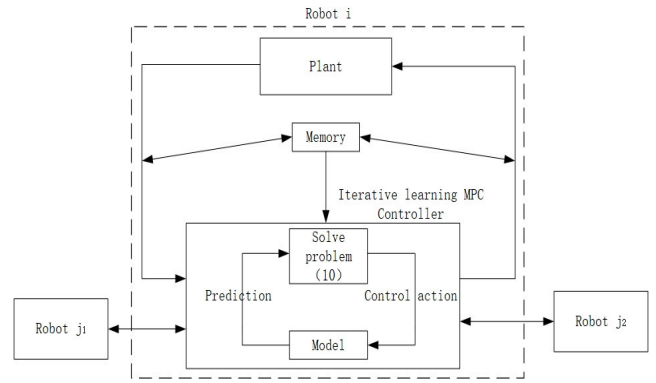 Robot i
Plant
Memory
Iterative learning MPC
Controller
Solve
problem
(10)
Prediction
Control action
Model
Robot j₁
Robot j₂